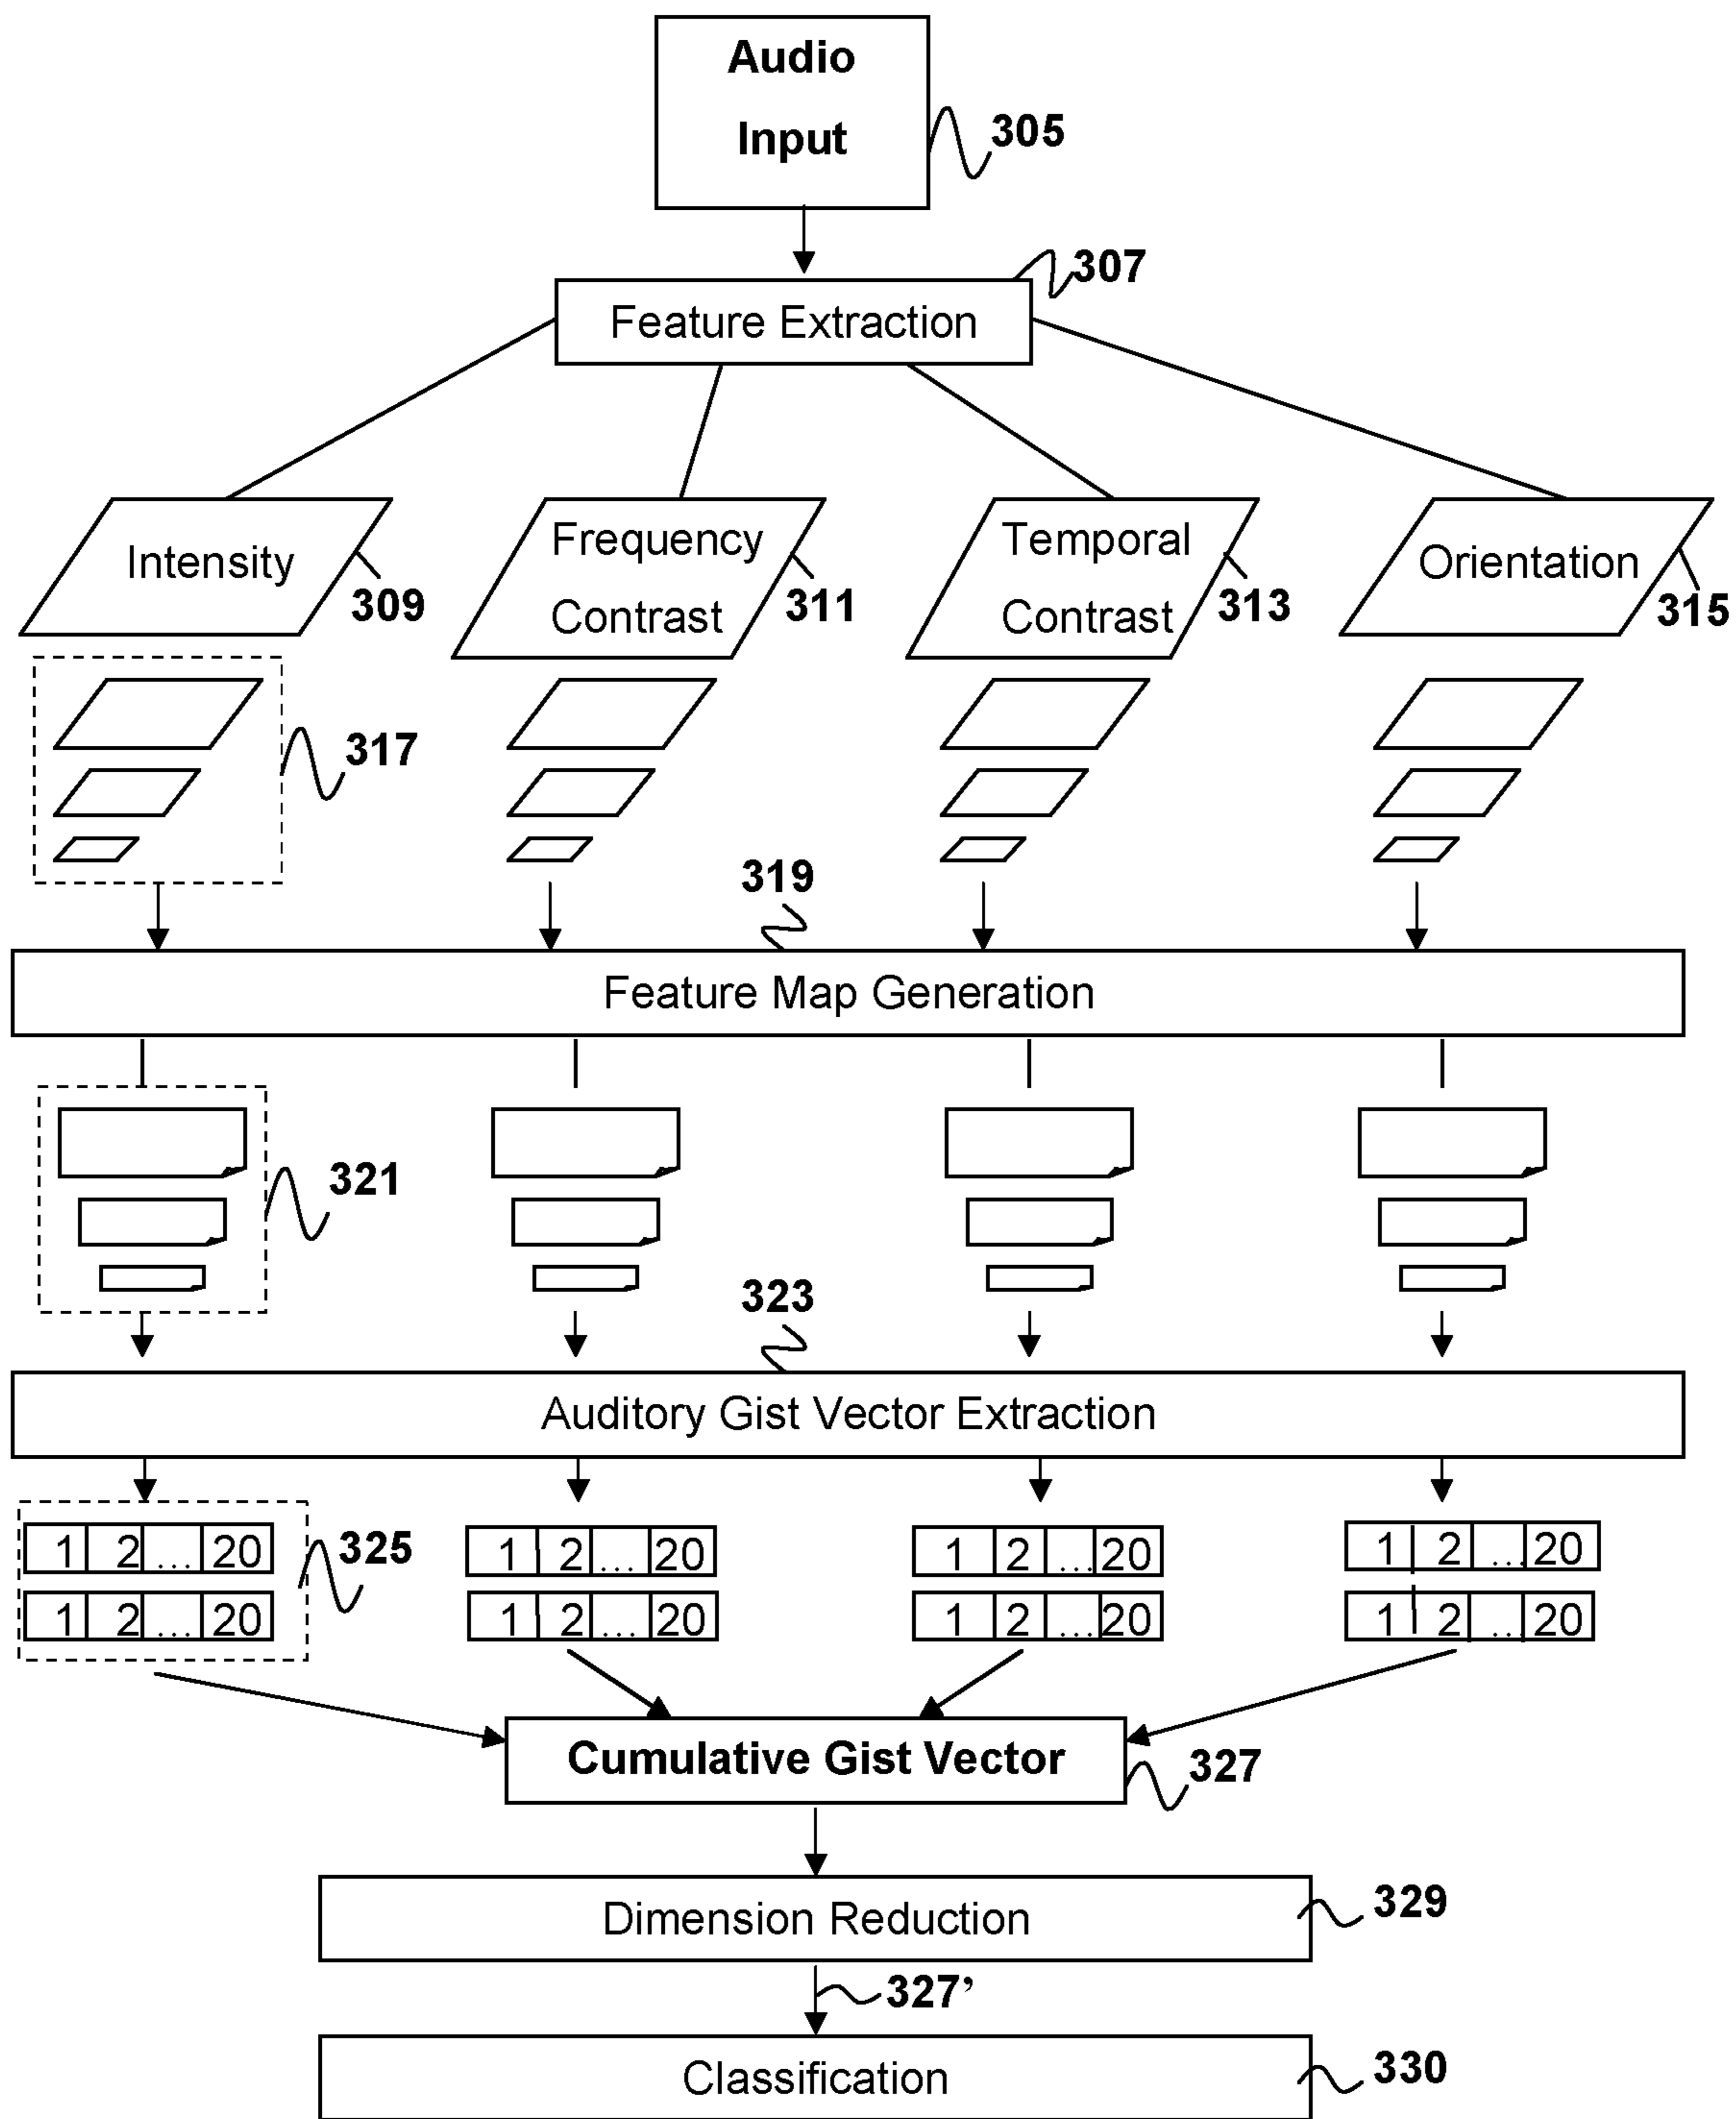 Audio
Input
305
307
Feature Extraction
Intensity
309
Frequency
Contrast
311
Temporal
Contrast
313
Orientation
315
317
319
Feature Map Generation
321
323
Auditory Gist Vector Extraction
1 2 ... 20
1 2 ... 20
325
1 2 ... 20
1 2 ... 20
1 2 ... 20
1 2 ... 20
1 2 ... 20
1 2 ... 20
Cumulative Gist Vector
327
Dimension Reduction
329
327’
Classification
330